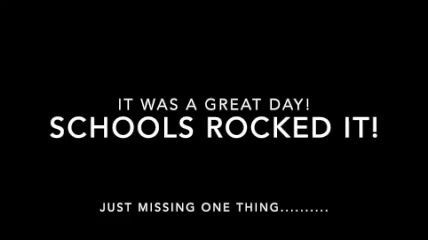 IT WAS A GREAT DAY!
SCHOOLS ROCKED IT!
JUST MISSING ONE THING..........